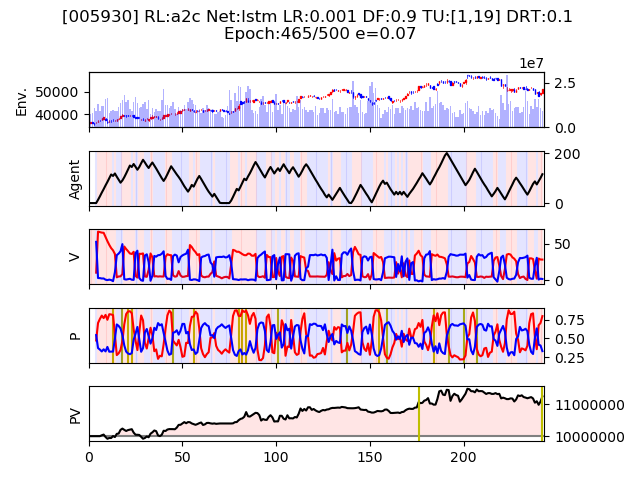 [005930] RL:a2c Net:lstm LR:0.001 DF:0.9 TU:[1,19] DRT:0.1
Epoch:465/500 e=0.07
1e7
Env.
50000
40000
2.5
0.0
Agent
200
0
V
50
0
P
0.75
0.50
0.25
PV
11000000
10000000
0 50 100 150 200